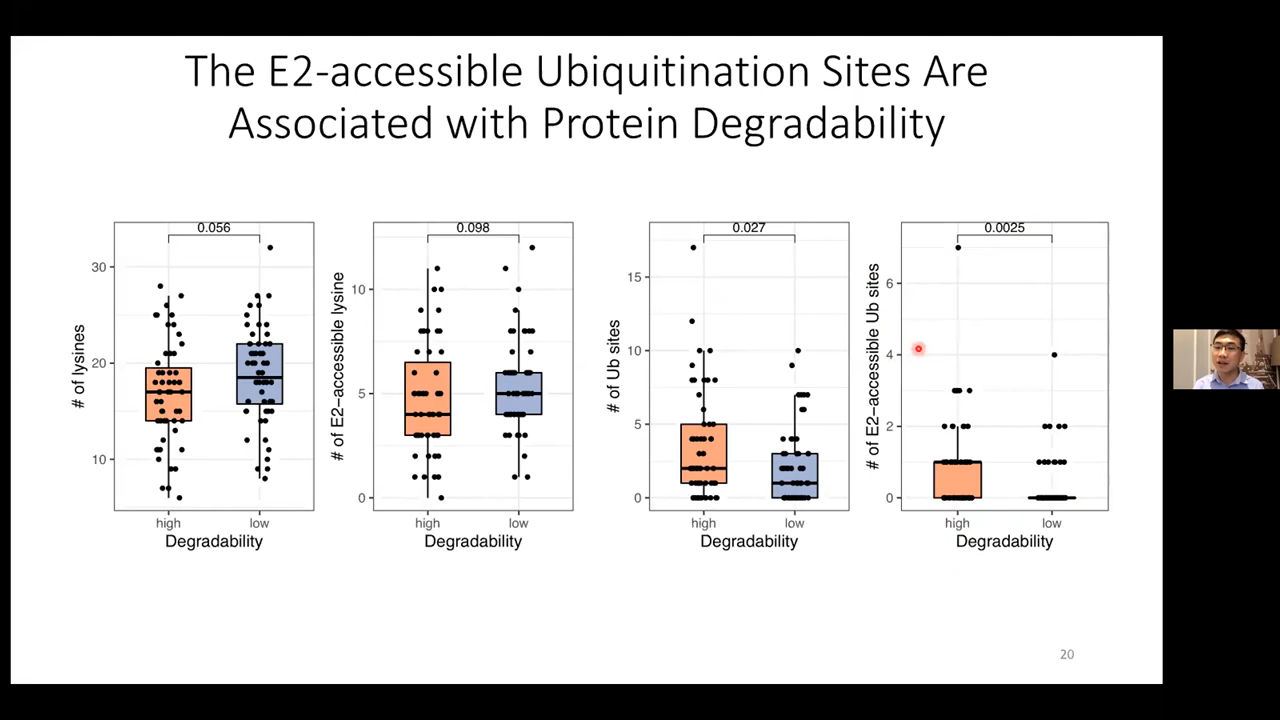 The E2-accessible Ubiquitination Sites Are
Associated with Protein Degradability
0.056
30
20
10
# of lysines
high
low
Degradability
0.098
10
5
0
# of E2−accessible lysine
high
low
Degradability
0.027
15
10
5
0
# of Ub sites
high
low
Degradability
0.0025
6
4
2
0
# of E2−accessible Ub sites
high
low
Degradability
20